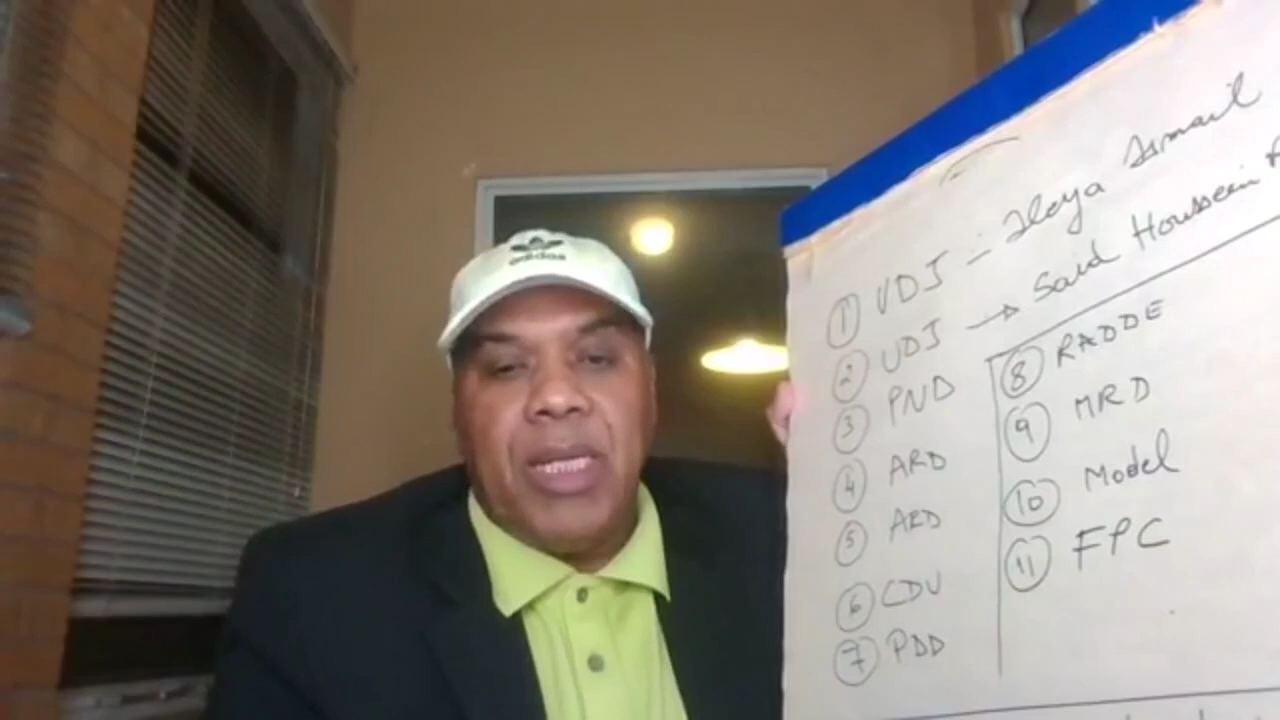 adidas
① UDJ = Ilaya Ismail
② UDJ → Said Houssein
③ PND
④ ARD
⑤ ARD
⑥ CDU
⑦ PDD
⑧ RADDE
⑨ MRD
⑩ Model
⑪ FPC